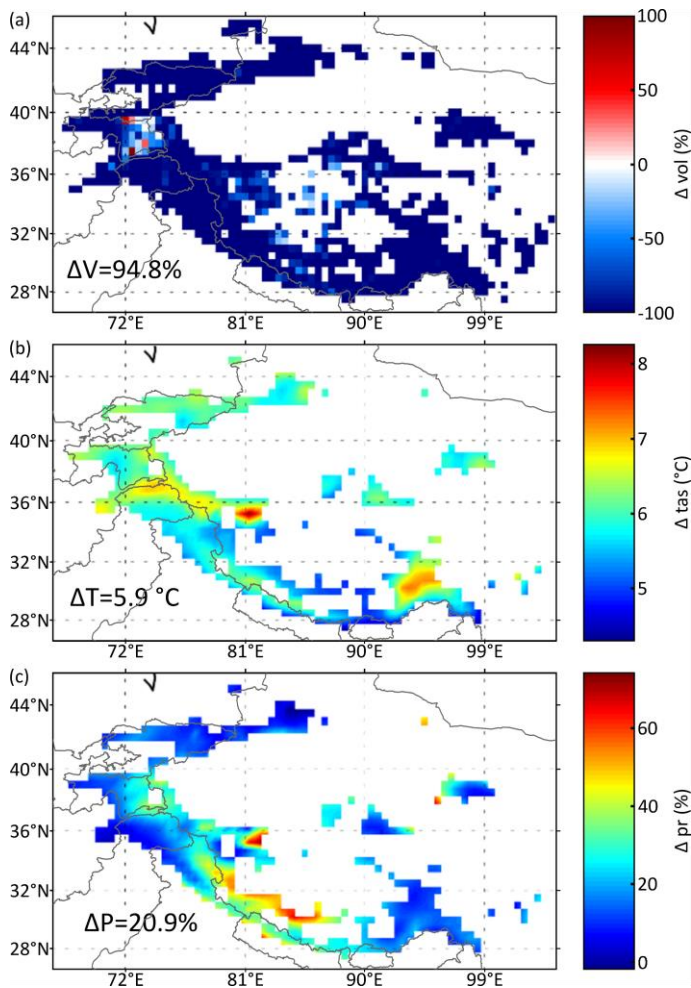 (a)
44°N
40°N
36°N
32°N
28°N
ΔV=94.8%
72°E 81°E 90°E 99°E
100
50
0
-50
-100
Δ vol (%)
(b)
44°N
40°N
36°N
32°N
28°N
ΔT=5.9 °C
72°E 81°E 90°E 99°E
8
7
6
5
Δ tas (°C)
(c)
44°N
40°N
36°N
32°N
28°N
ΔP=20.9%
72°E 81°E 90°E 99°E
60
40
20
0
Δ pr (%)